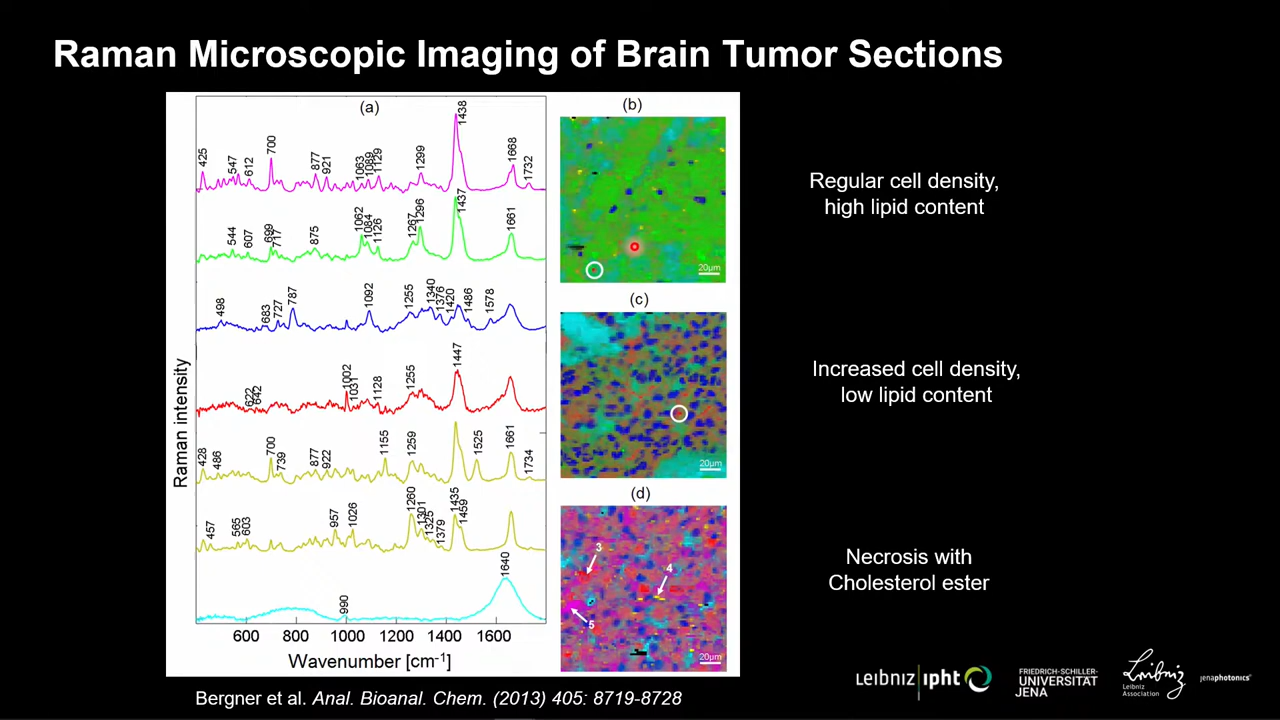 Raman Microscopic Imaging of Brain Tumor Sections
(a)
425
547
612
700
877
921
1063
1089
1129
1299
1438
1668
1732
544
607
699
717
875
1062
1084
1126
1267
1296
1437
1661
498
683
727
787
1092
1255
1340
1376
1420
1486
1578
622
642
1002
1031
1128
1255
1447
428
486
700
739
877
922
1155
1259
1525
1661
1734
457
565
603
957
1026
1260
1301
1325
1379
1435
1459
990
1640
Raman intensity
600 800 1000 1200 1400 1600
Wavenumber [cm-1]
(b)
20µm
(c)
20µm
(d)
3
4
5
20µm
Regular cell density,
high lipid content
Increased cell density,
low lipid content
Necrosis with
Cholesterol ester
Bergner et al. Anal. Bioanal. Chem. (2013) 405: 8719-8728
Leibniz ipht
FRIEDRICH-SCHILLER-
UNIVERSITÄT
JENA
Leibniz
Leibniz
Association
jenaphotonics